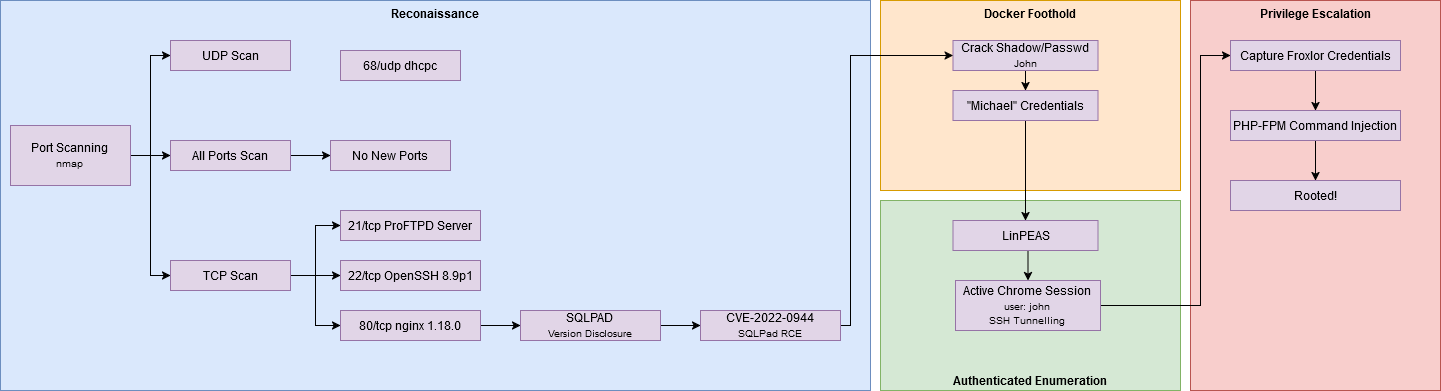 Reconaissance
Port Scanning
nmap
UDP Scan
68/udp dhcpc
All Ports Scan
No New Ports
TCP Scan
21/tcp ProFTPD Server
22/tcp OpenSSH 8.9p1
80/tcp nginx 1.18.0
SQLPAD
Version Disclosure
CVE-2022-0944
SQLPad RCE
Docker Foothold
Crack Shadow/Passwd
John
"Michael" Credentials
LinPEAS
Active Chrome Session
user: john
SSH Tunnelling
Authenticated Enumeration
Privilege Escalation
Capture Froxlor Credentials
PHP-FPM Command Injection
Rooted!